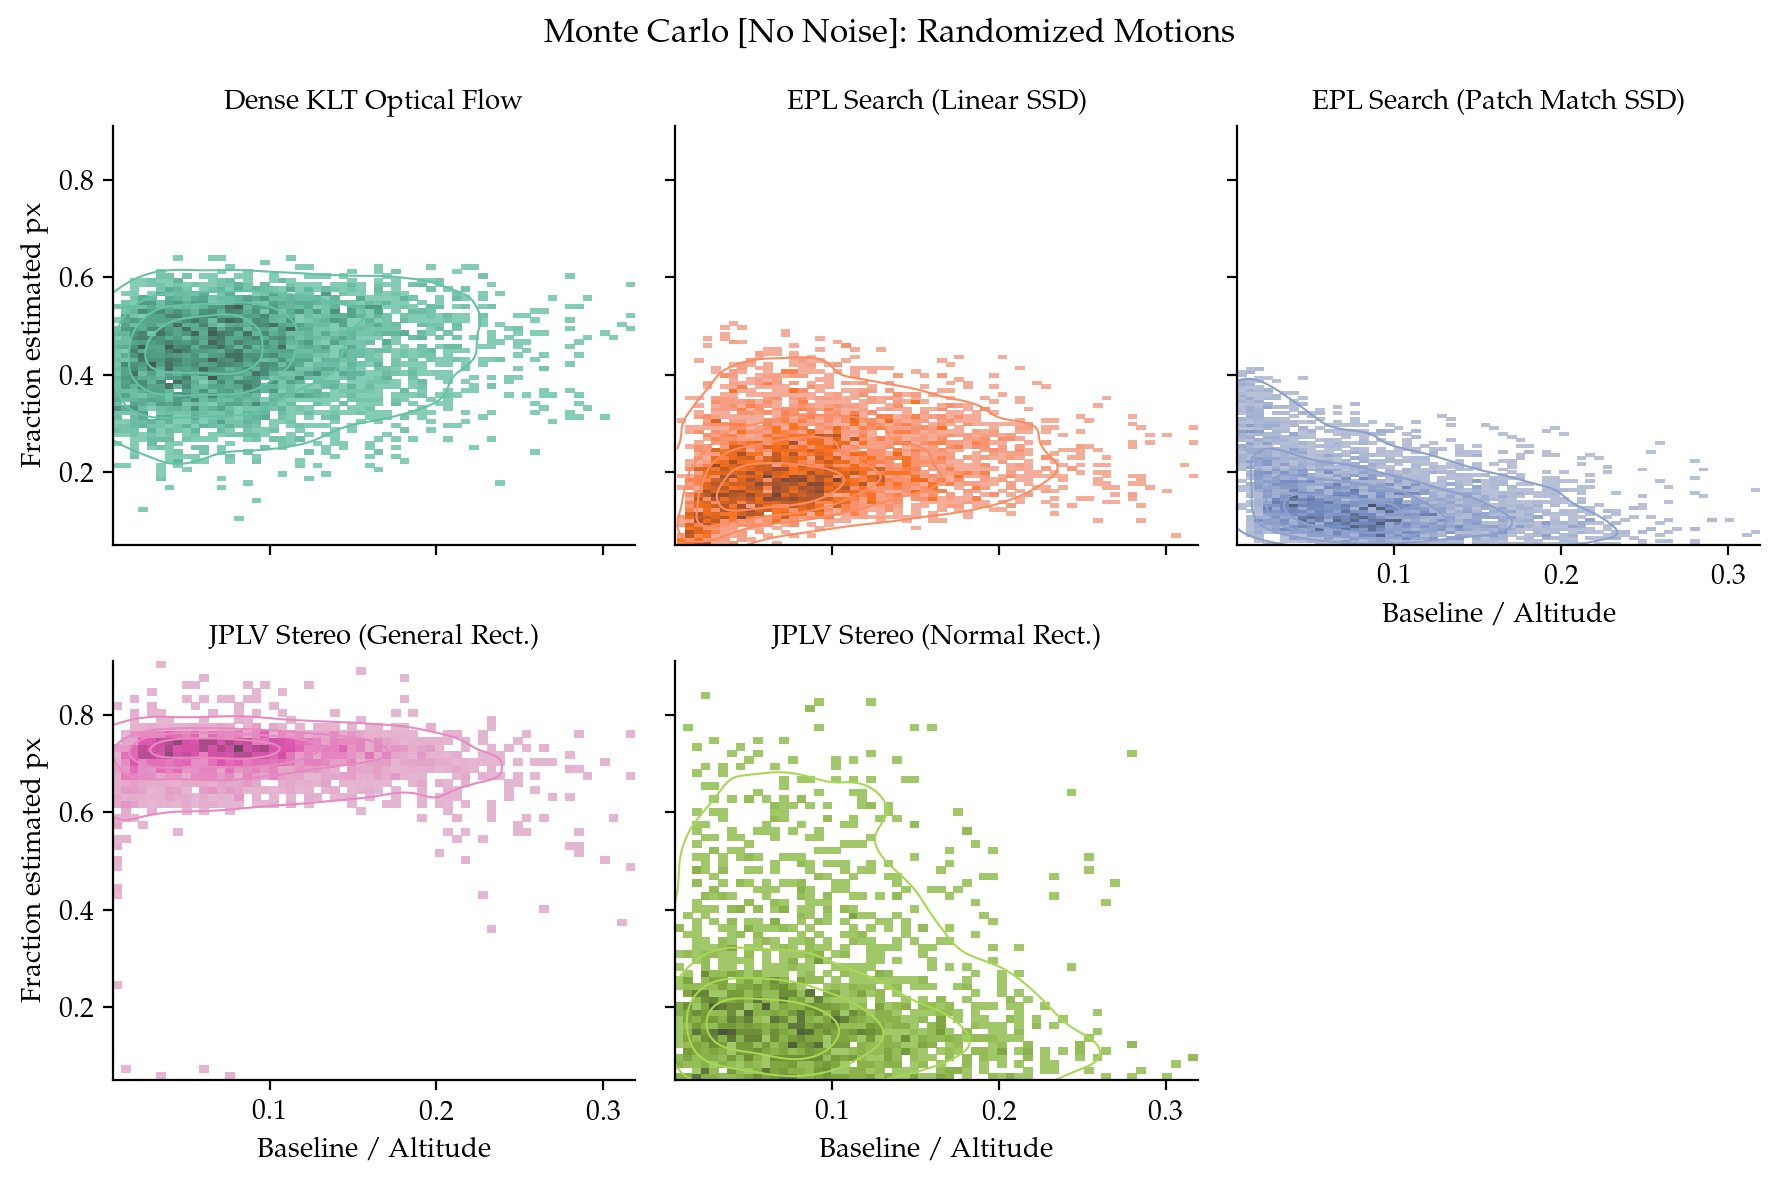 Monte Carlo [No Noise]: Randomized Motions
Dense KLT Optical Flow
EPL Search (Linear SSD)
EPL Search (Patch Match SSD)
Fraction estimated px
0.8
0.6
0.4
0.2
0.1 0.2 0.3
Baseline / Altitude
JPLV Stereo (General Rect.)
JPLV Stereo (Normal Rect.)
Fraction estimated px
0.8
0.6
0.4
0.2
0.1 0.2 0.3
Baseline / Altitude
0.1 0.2 0.3
Baseline / Altitude